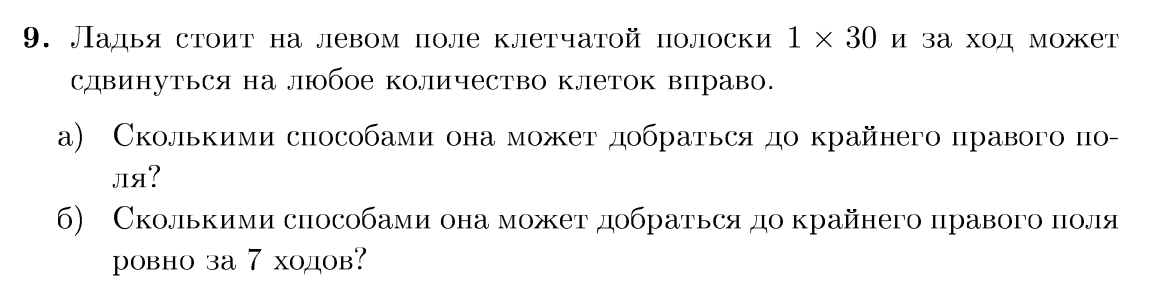 9. Ладья стоит на левом поле клетчатой полоски 1 × 30 и за ход может
сдвинуться на любое количество клеток вправо.
а) Сколькими способами она может добраться до крайнего правого по-
ля?
б) Сколькими способами она может добраться до крайнего правого поля
ровно за 7 ходов?